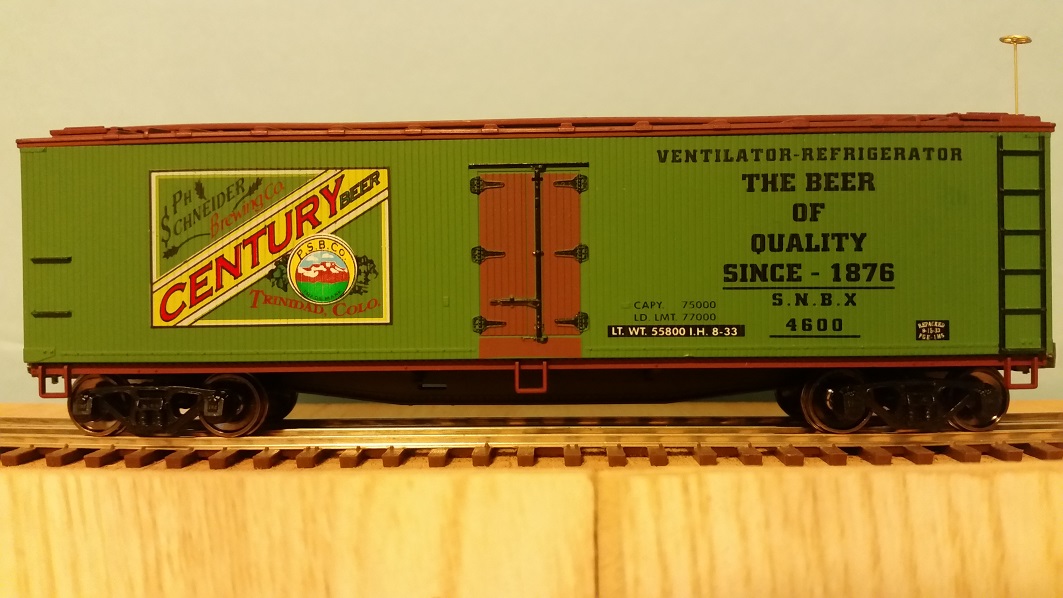 PH
SCHNEIDER
Brewing Co.
CENTURY BEER
P.S.B.CO
TRINIDAD, COLO.
VENTILATOR-REFRIGERATOR
THE BEER
OF
QUALITY
SINCE - 1876
S.N.B.X
4600
CAPY. 75000
LD. LMT. 77000
LT. WT. 55800 I.H. 8-33
REPACKED